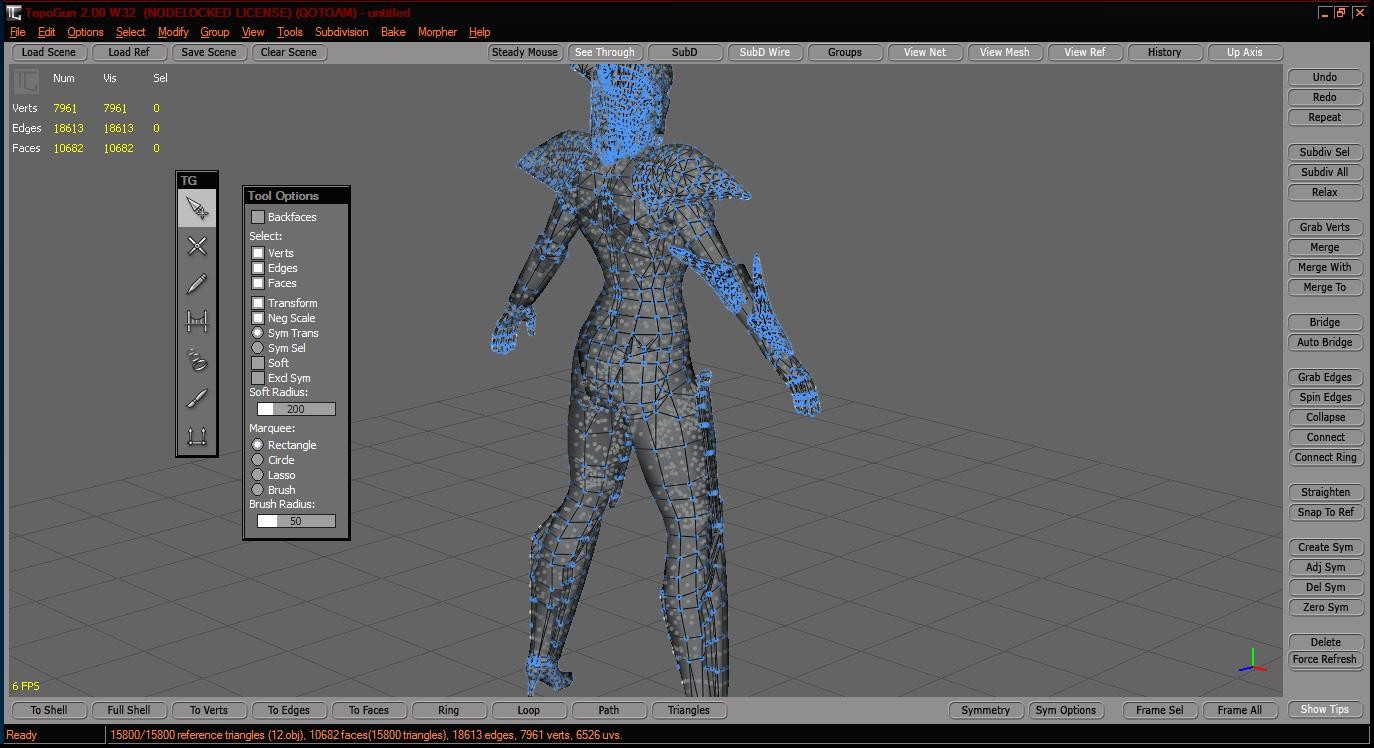 TopoGun 2.00 W32 (NODELOCKED LICENSE) (QOTOAM) - untitled
File Edit Options Select Modify Group View Tools Subdivision Bake Morpher Help
Load Scene Load Ref Save Scene Clear Scene Steady Mouse See Through SubD SubD Wire Groups View Net View Mesh View Ref History Up Axis
Num Vis Sel
Verts 7961 7961 0
Edges 18613 18613 0
Faces 10682 10682 0
TG
Tool Options
Backfaces
Select:
Verts
Edges
Faces
Transform
Neg Scale
Sym Trans
Sym Sel
Soft
Excl Sym
Soft Radius:
200
Marquee:
Rectangle
Circle
Lasso
Brush
Brush Radius:
50
Undo
Redo
Repeat
Subdiv Sel
Subdiv All
Relax
Grab Verts
Merge
Merge With
Merge To
Bridge
Auto Bridge
Grab Edges
Spin Edges
Collapse
Connect
Connect Ring
Straighten
Snap To Ref
Create Sym
Adj Sym
Del Sym
Zero Sym
Delete
Force Refresh
Show Tips
6 FPS
To Shell Full Shell To Verts To Edges To Faces Ring Loop Path Triangles Symmetry Sym Options Frame Sel Frame All
Ready 15800/15800 reference triangles (12.obj), 10682 faces(15800 triangles), 18613 edges, 7961 verts, 6526 uvs.